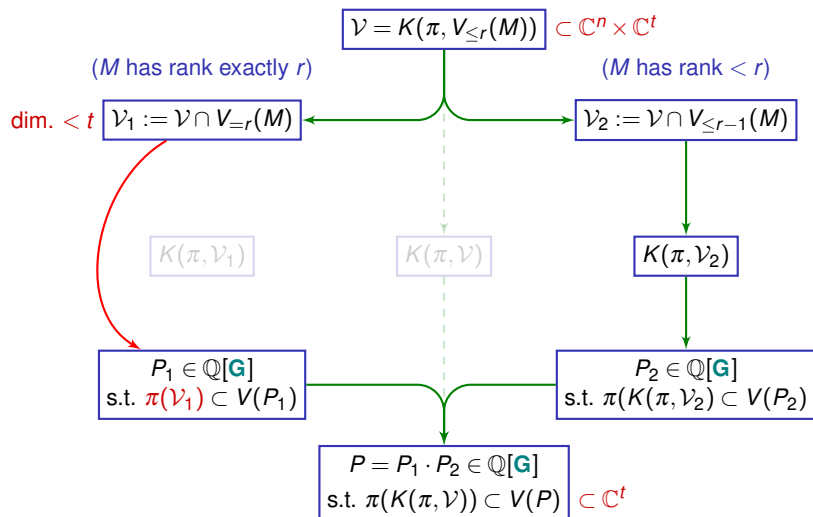 𝒱 = K(π, V≤r(M)) ⊂ ℂⁿ × ℂᵗ
(M has rank exactly r) (M has rank < r)
dim. < t 𝒱₁ := 𝒱 ∩ V₌r(M) 𝒱₂ := 𝒱 ∩ V≤r−1(M)
K(π, 𝒱₁) K(π, 𝒱) K(π, 𝒱₂)
P₁ ∈ ℚ[G] P₂ ∈ ℚ[G]
s.t. π(𝒱₁) ⊂ V(P₁) s.t. π(K(π, 𝒱₂) ⊂ V(P₂)
P = P₁ · P₂ ∈ ℚ[G]
s.t. π(K(π, 𝒱)) ⊂ V(P) ⊂ ℂᵗ